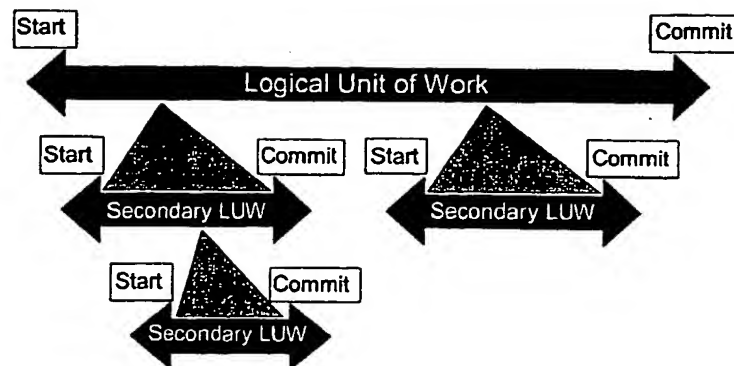 Start
Commit
Logical Unit of Work
Start
Commit
Start
Commit
Secondary LUW
Secondary LUW
Start
Commit
Secondary LUW